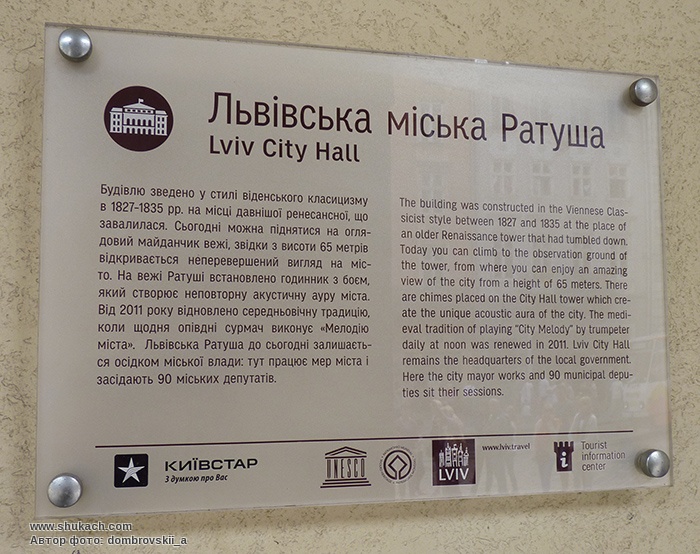 Львівська міська Ратуша
Lviv City Hall
Будівлю зведено у стилі віденського класицизму
в 1827-1835 рр. на місці давнішої ренесансної, що
завалилася. Сьогодні можна піднятися на огля-
довий майданчик вежі, звідки з висоти 65 метрів
відкривається неперевершений вигляд на міс-
то. На вежі Ратуші встановлено годинник з боєм,
який створює неповторну акустичну ауру міста.
Від 2011 року відновлено середньовічну традицію,
коли щодня опівдні сурмач виконує «Мелодію
міста». Львівська Ратуша до сьогодні залишаєть-
ся осідком міської влади: тут працює мер міста і
засідають 90 міських депутатів.
The building was constructed in the Viennese Clas-
sicist style between 1827 and 1835 at the place of
an older Renaissance tower that had tumbled down.
Today you can climb to the observation ground of
the tower, from where you can enjoy an amazing
view of the city from a height of 65 meters. There
are chimes placed on the City Hall tower which cre-
ate the unique acoustic aura of the city. The medi-
eval tradition of playing "City Melody" by trumpeter
daily at noon was renewed in 2011. Lviv City Hall
remains the headquarters of the local government.
Here the city mayor works and 90 municipal depu-
ties sit their sessions.
КИЇВСТАР
З думкою про Вас
UNESCO
LVIV
www.lviv.travel
i
Tourist
information
center
www.shukach.com
Автор фото: dombrovskii_a